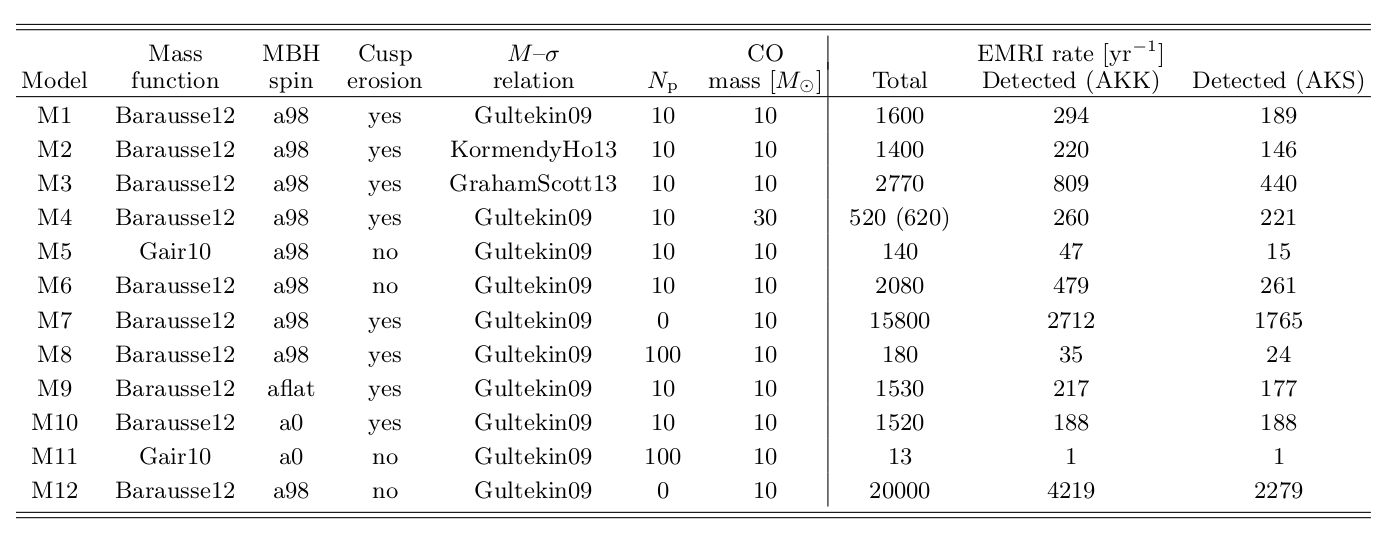 Mass MBH Cusp M–σ CO EMRI rate [yr⁻¹]
Model function spin erosion relation Nₚ mass [M⊙] Total Detected (AKK) Detected (AKS)
M1 Barausse12 a98 yes Gultekin09 10 10 1600 294 189
M2 Barausse12 a98 yes KormendyHo13 10 10 1400 220 146
M3 Barausse12 a98 yes GrahamScott13 10 10 2770 809 440
M4 Barausse12 a98 yes Gultekin09 10 30 520 (620) 260 221
M5 Gair10 a98 no Gultekin09 10 10 140 47 15
M6 Barausse12 a98 no Gultekin09 10 10 2080 479 261
M7 Barausse12 a98 yes Gultekin09 0 10 15800 2712 1765
M8 Barausse12 a98 yes Gultekin09 100 10 180 35 24
M9 Barausse12 aflat yes Gultekin09 10 10 1530 217 177
M10 Barausse12 a0 yes Gultekin09 10 10 1520 188 188
M11 Gair10 a0 no Gultekin09 100 10 13 1 1
M12 Barausse12 a98 no Gultekin09 0 10 20000 4219 2279